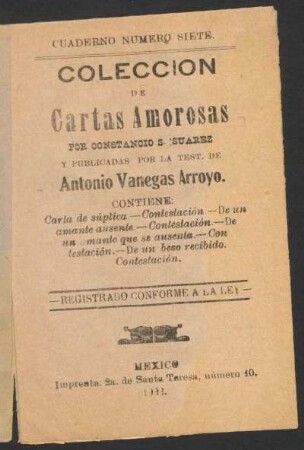 CUADERNO NUMERO SIETE.
COLECCION
DE
Cartas Amorosas
POR CONSTANCIO S. SUAREZ
Y PUBLICADAS POR LA TEST. DE
Antonio Vanegas Arroyo.
CONTIENE:
Carta de súplica.—Contestación—De un
amante ausente—Contestación.—De
un amante que se ausenta.—Con
testación.—De un beso recibido.
Contestación.
—REGISTRADO CONFORME A LA LEY—
MEXICO
Imprenta. 2a. de Santa Teresa, número 40.